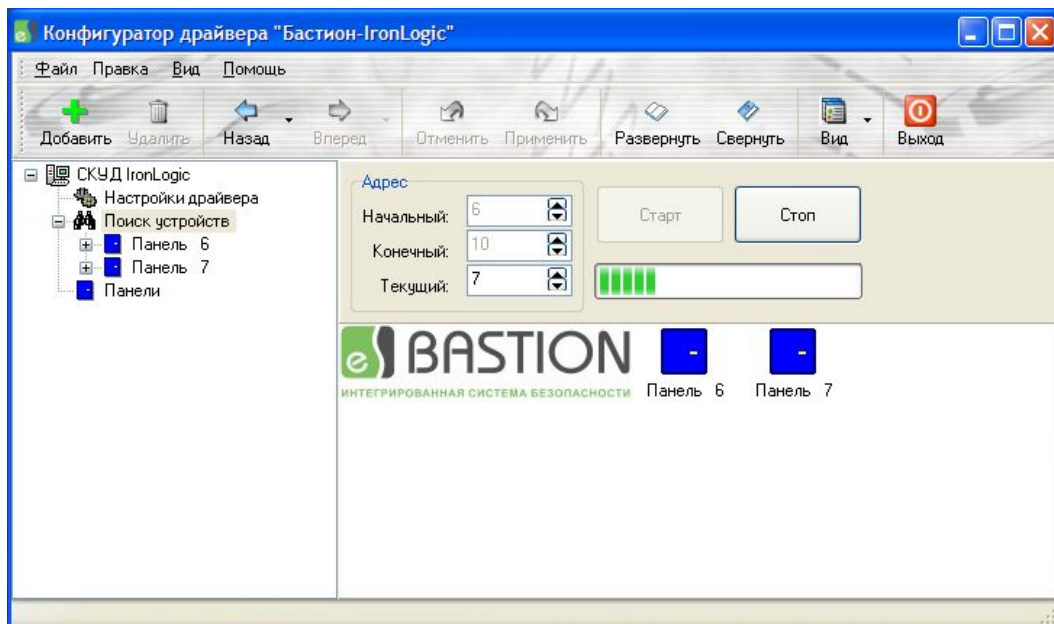 Конфигуратор драйвера "Бастион-IronLogic"
Файл Правка Вид Помощь
Добавить Удалить Назад Вперед Отменить Применить Развернуть Свернуть Вид Выход
СКУД IronLogic
Настройки драйвера
Поиск устройств
Панель 6
Панель 7
Панели
Адрес
Начальный: 6
Конечный: 10
Текущий: 7
Старт Стоп
eS BASTION
ИНТЕГРИРОВАННАЯ СИСТЕМА БЕЗОПАСНОСТИ
Панель 6 Панель 7